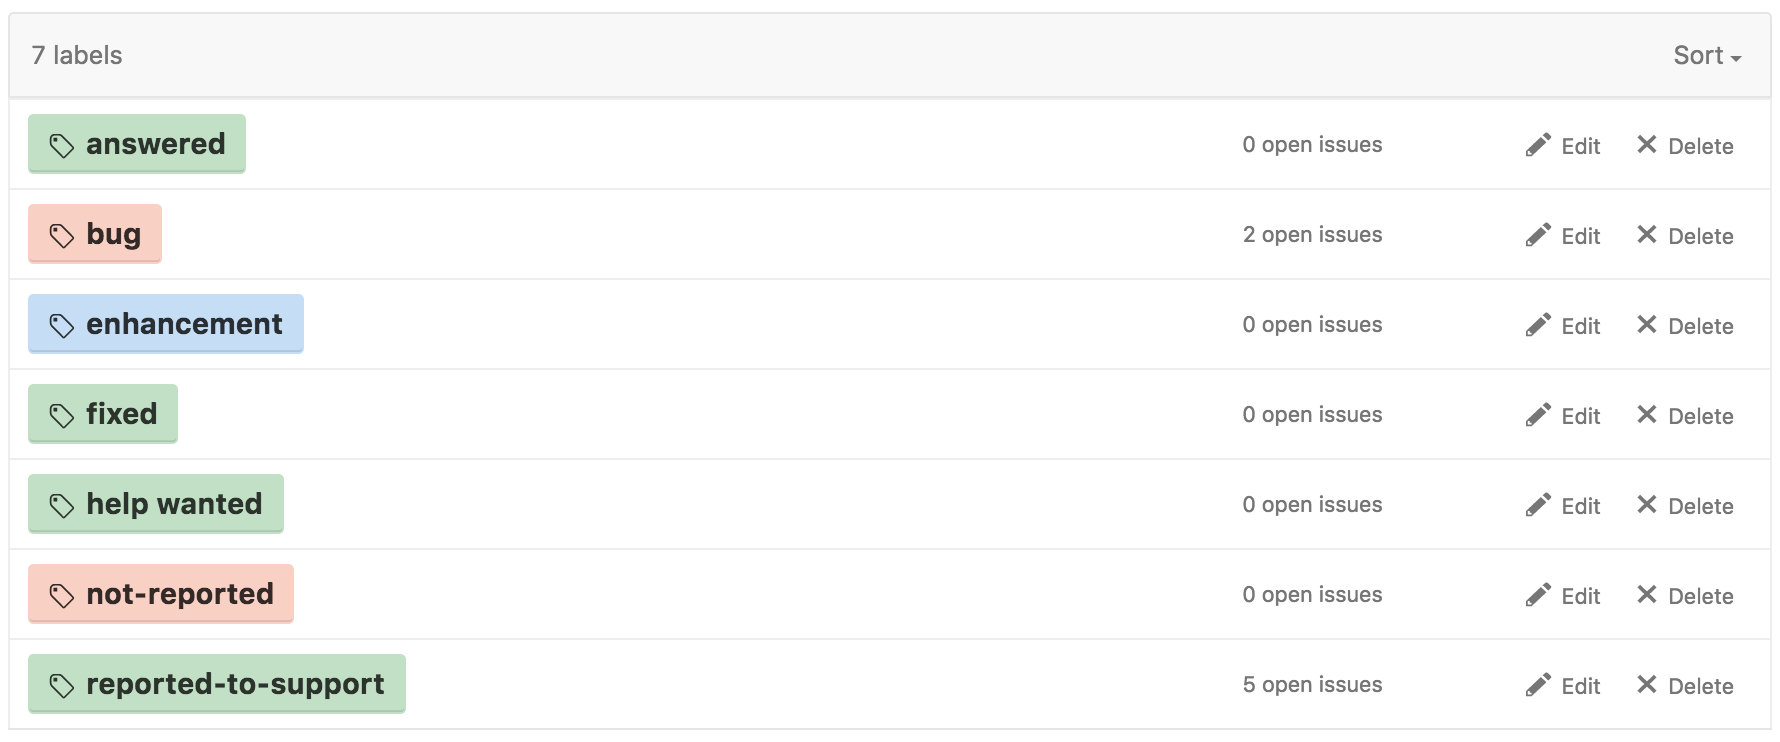 7 labels Sort
answered 0 open issues Edit Delete
bug 2 open issues Edit Delete
enhancement 0 open issues Edit Delete
fixed 0 open issues Edit Delete
help wanted 0 open issues Edit Delete
not-reported 0 open issues Edit Delete
reported-to-support 5 open issues Edit Delete